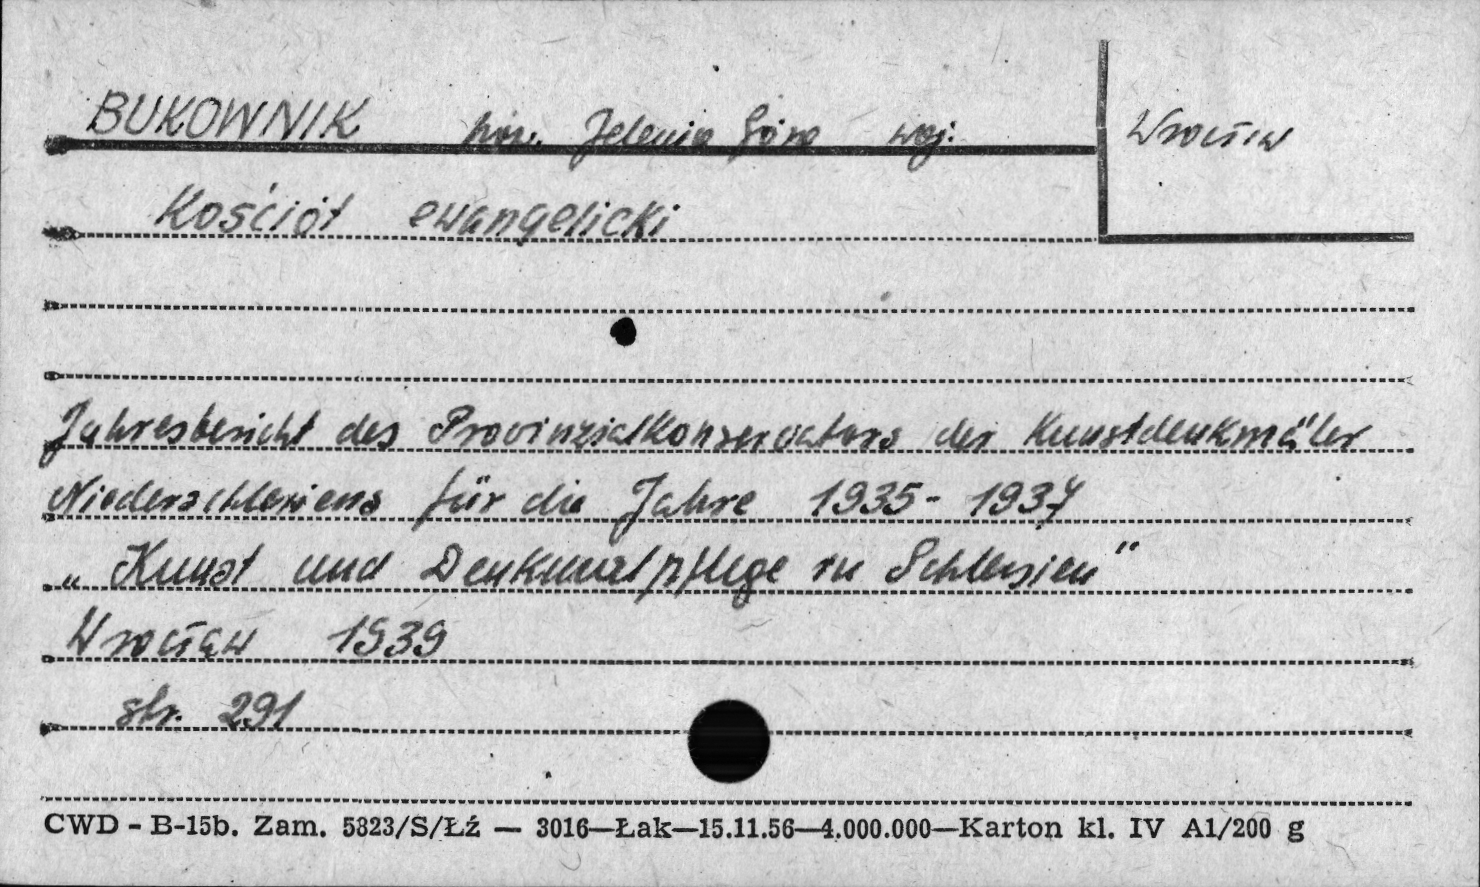 BUKOWNIK pow. Jelenia Góra woj. Wrocław
Kościół ewangelicki
Jahresbericht des Provinzialkonservators der Kunstdenkmäler
Niederschlesiens für die Jahre 1935-1937
„Kunst und Denkmalpflege in Schlesien"
Wrocław 1939
str. 291
CWD - B-15b. Zam. 5823/S/Łź — 3016—Łak—15.11.56—4.000.000—Karton kl. IV A1/200 g